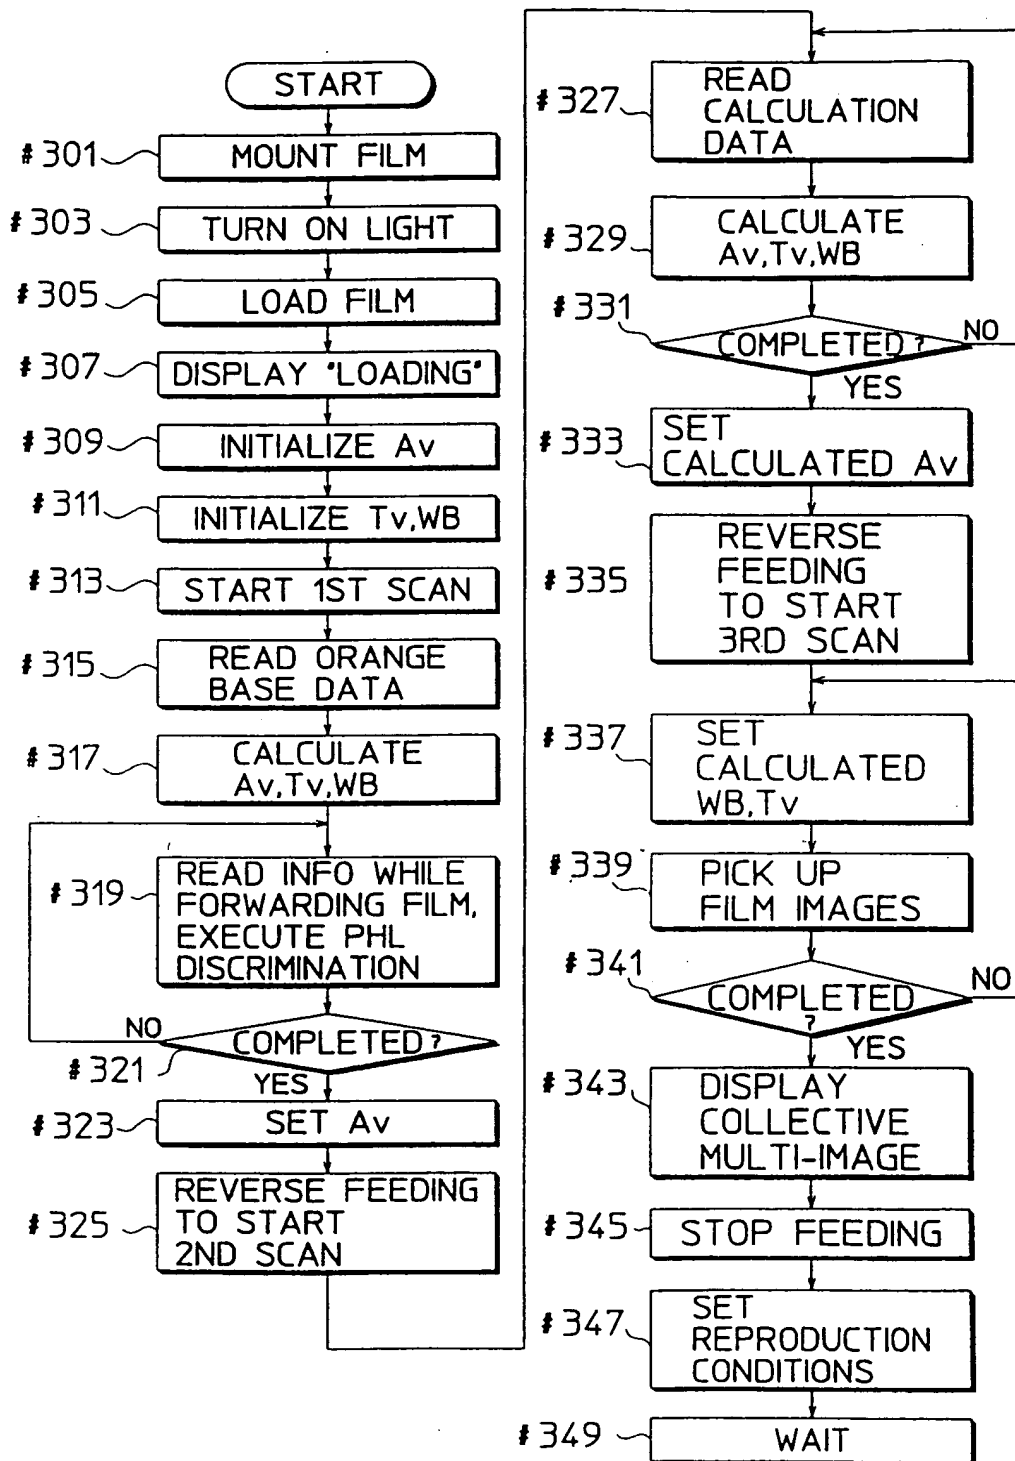 START
#301
MOUNT FILM
#303
TURN ON LIGHT
#305
LOAD FILM
#307
DISPLAY "LOADING"
#309
INITIALIZE Av
#311
INITIALIZE Tv,WB
#313
START 1ST SCAN
#315
READ ORANGE
BASE DATA
#317
CALCULATE
Av,Tv,WB
#319
READ INFO WHILE
FORWARDING FILM,
EXECUTE PHL
DISCRIMINATION
NO
COMPLETED?
#321
YES
#323
SET Av
#325
REVERSE FEEDING
TO START
2ND SCAN
#327
READ
CALCULATION
DATA
#329
CALCULATE
Av,Tv,WB
#331
COMPLETED?
NO
YES
#333
SET
CALCULATED Av
#335
REVERSE
FEEDING
TO START
3RD SCAN
#337
SET
CALCULATED
WB,Tv
#339
PICK UP
FILM IMAGES
#341
COMPLETED
?
NO
YES
#343
DISPLAY
COLLECTIVE
MULTI-IMAGE
#345
STOP FEEDING
#347
SET
REPRODUCTION
CONDITIONS
#349
WAIT